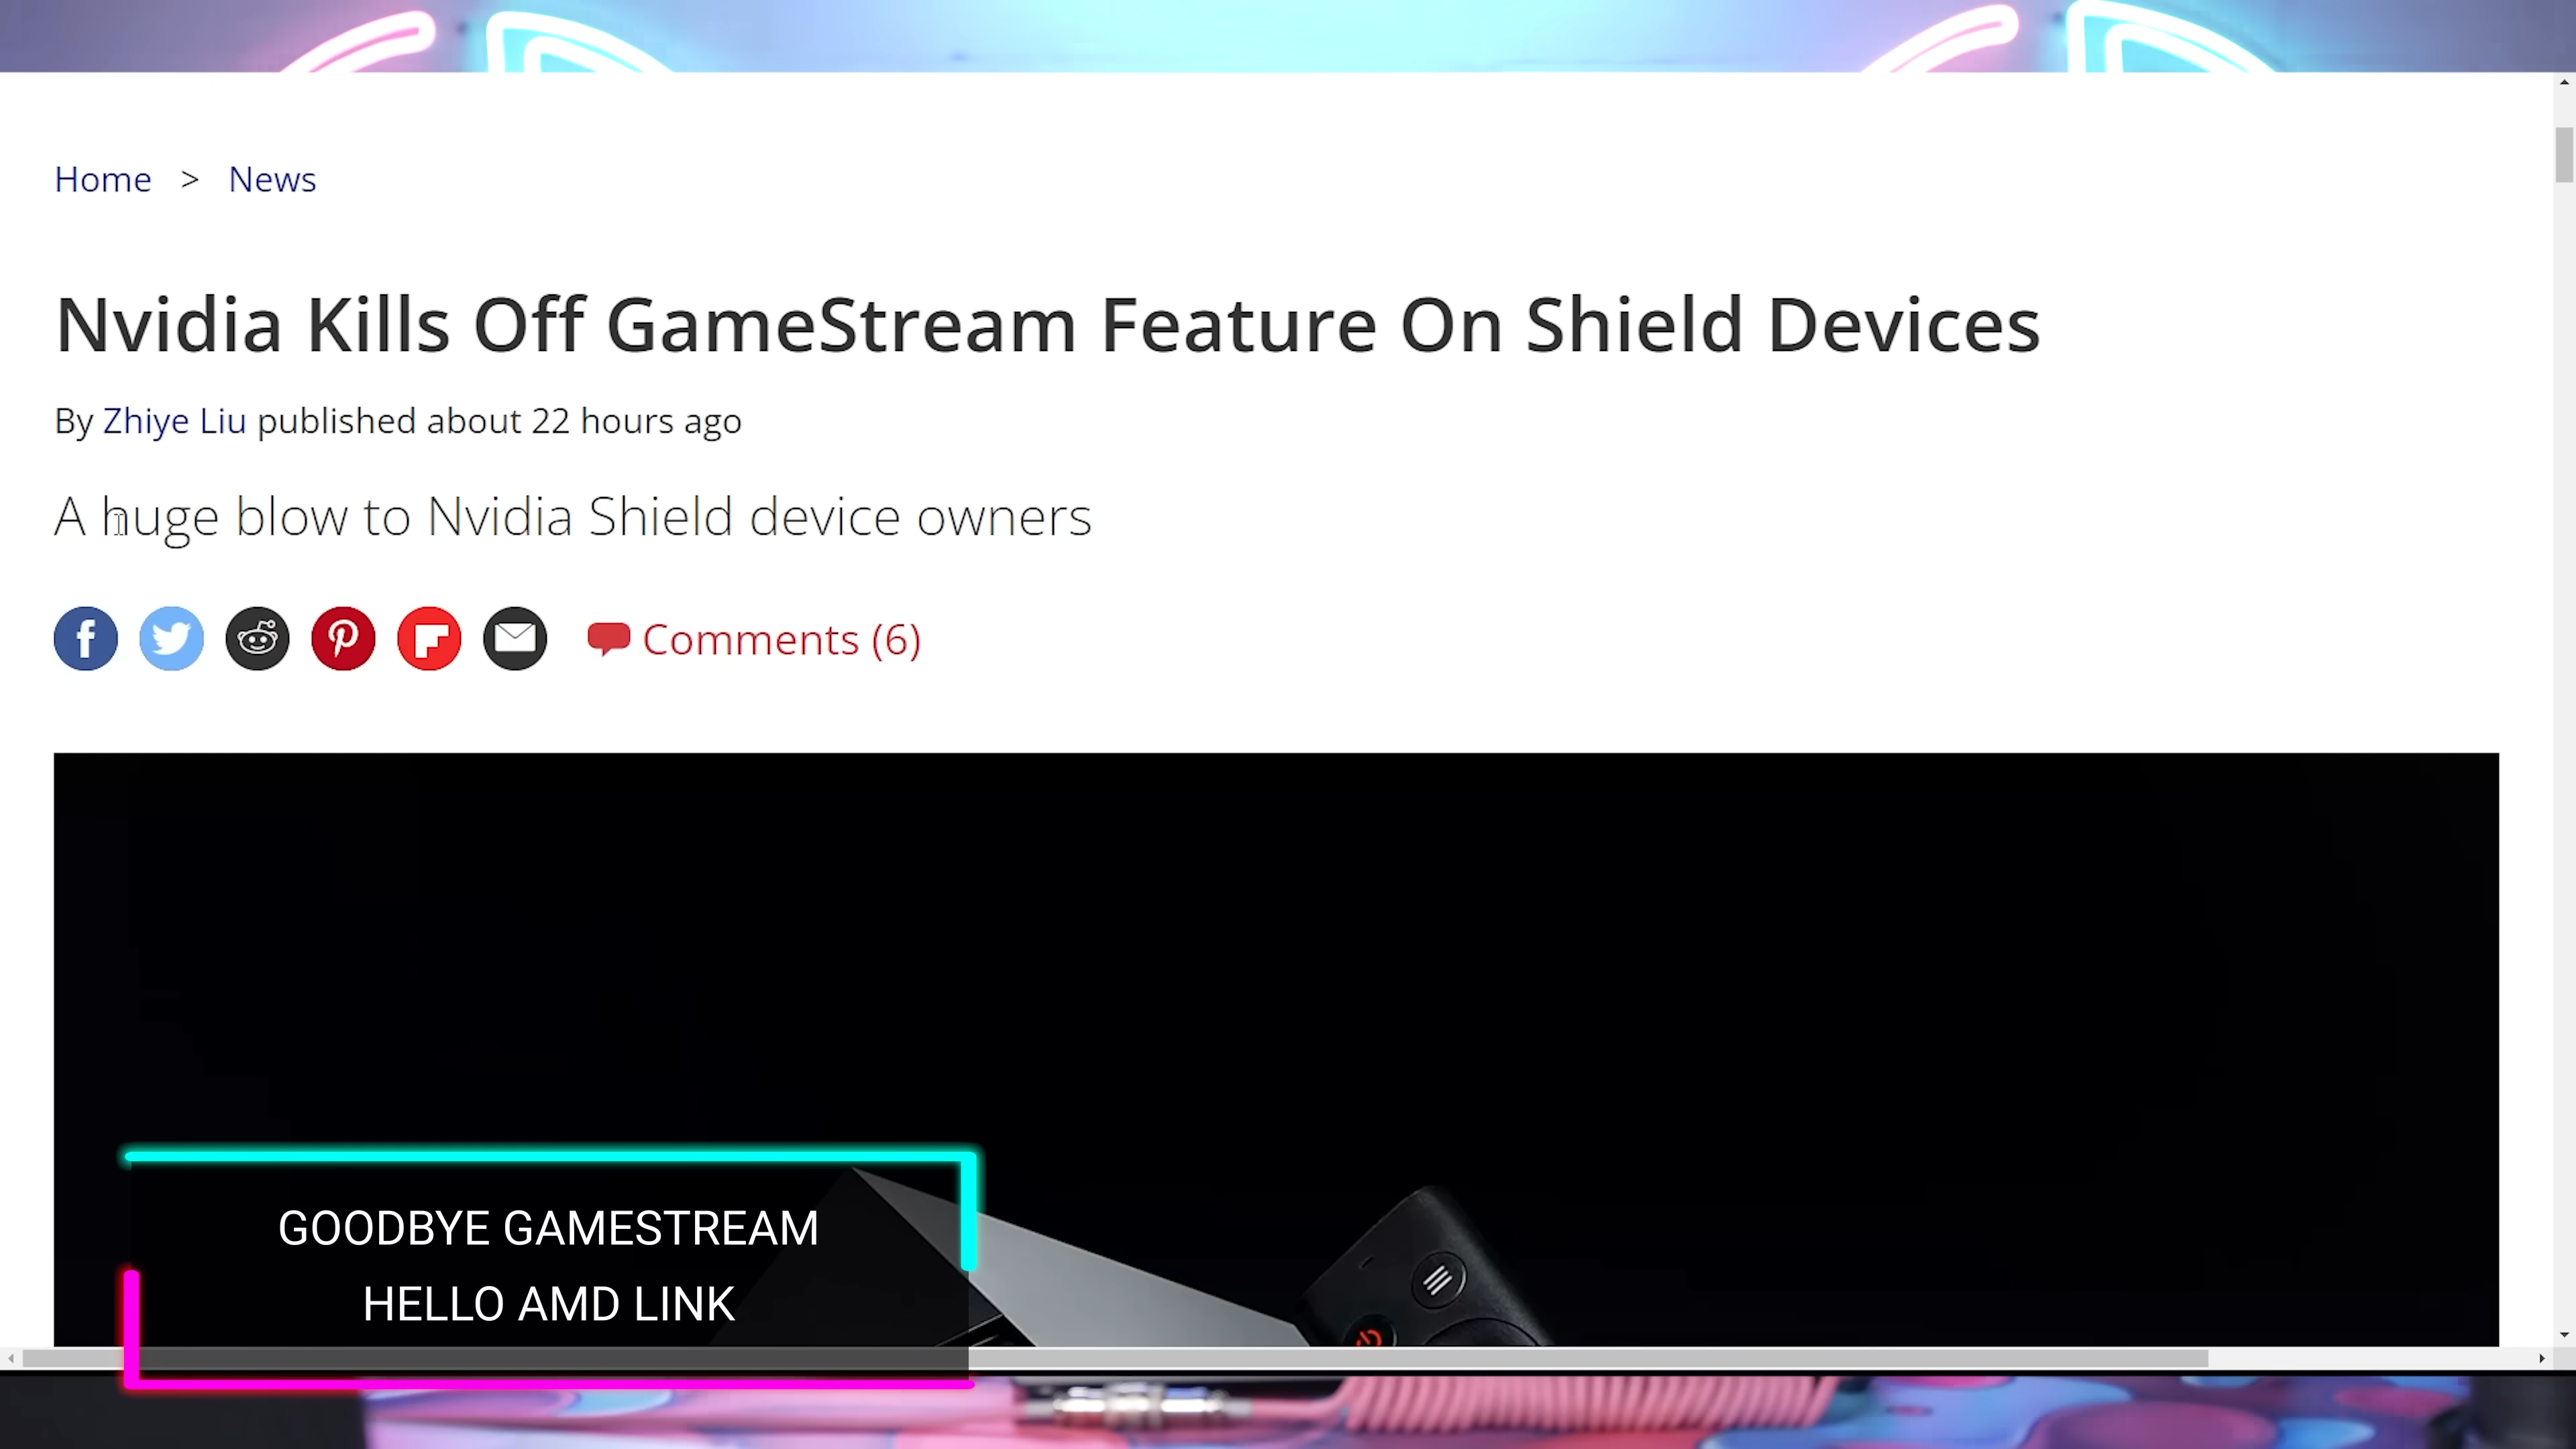 Home > News
Nvidia Kills Off GameStream Feature On Shield Devices
By Zhiye Liu published about 22 hours ago
A huge blow to Nvidia Shield device owners
Comments (6)
GOODBYE GAMESTREAM
HELLO AMD LINK